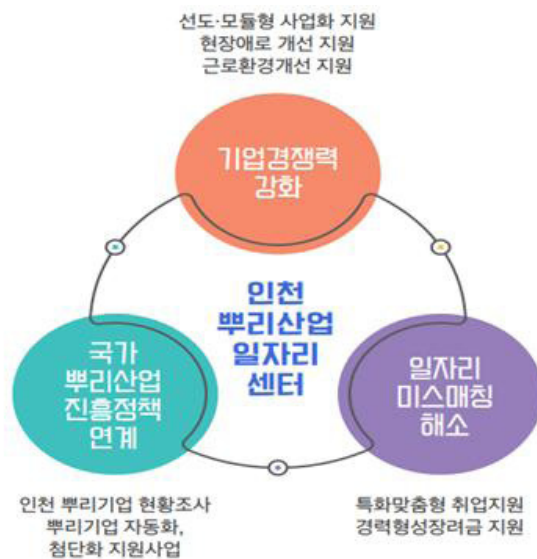 선도·모듈형 사업화 지원
현장애로 개선 지원
근로환경개선 지원
기업경쟁력
강화
인천
뿌리산업
일자리
센터
국가
뿌리산업
진흥정책
연계
일자리
미스매칭
해소
인천 뿌리기업 현황조사
뿌리기업 자동화,
첨단화 지원사업
특화맞춤형 취업지원
경력형성장려금 지원